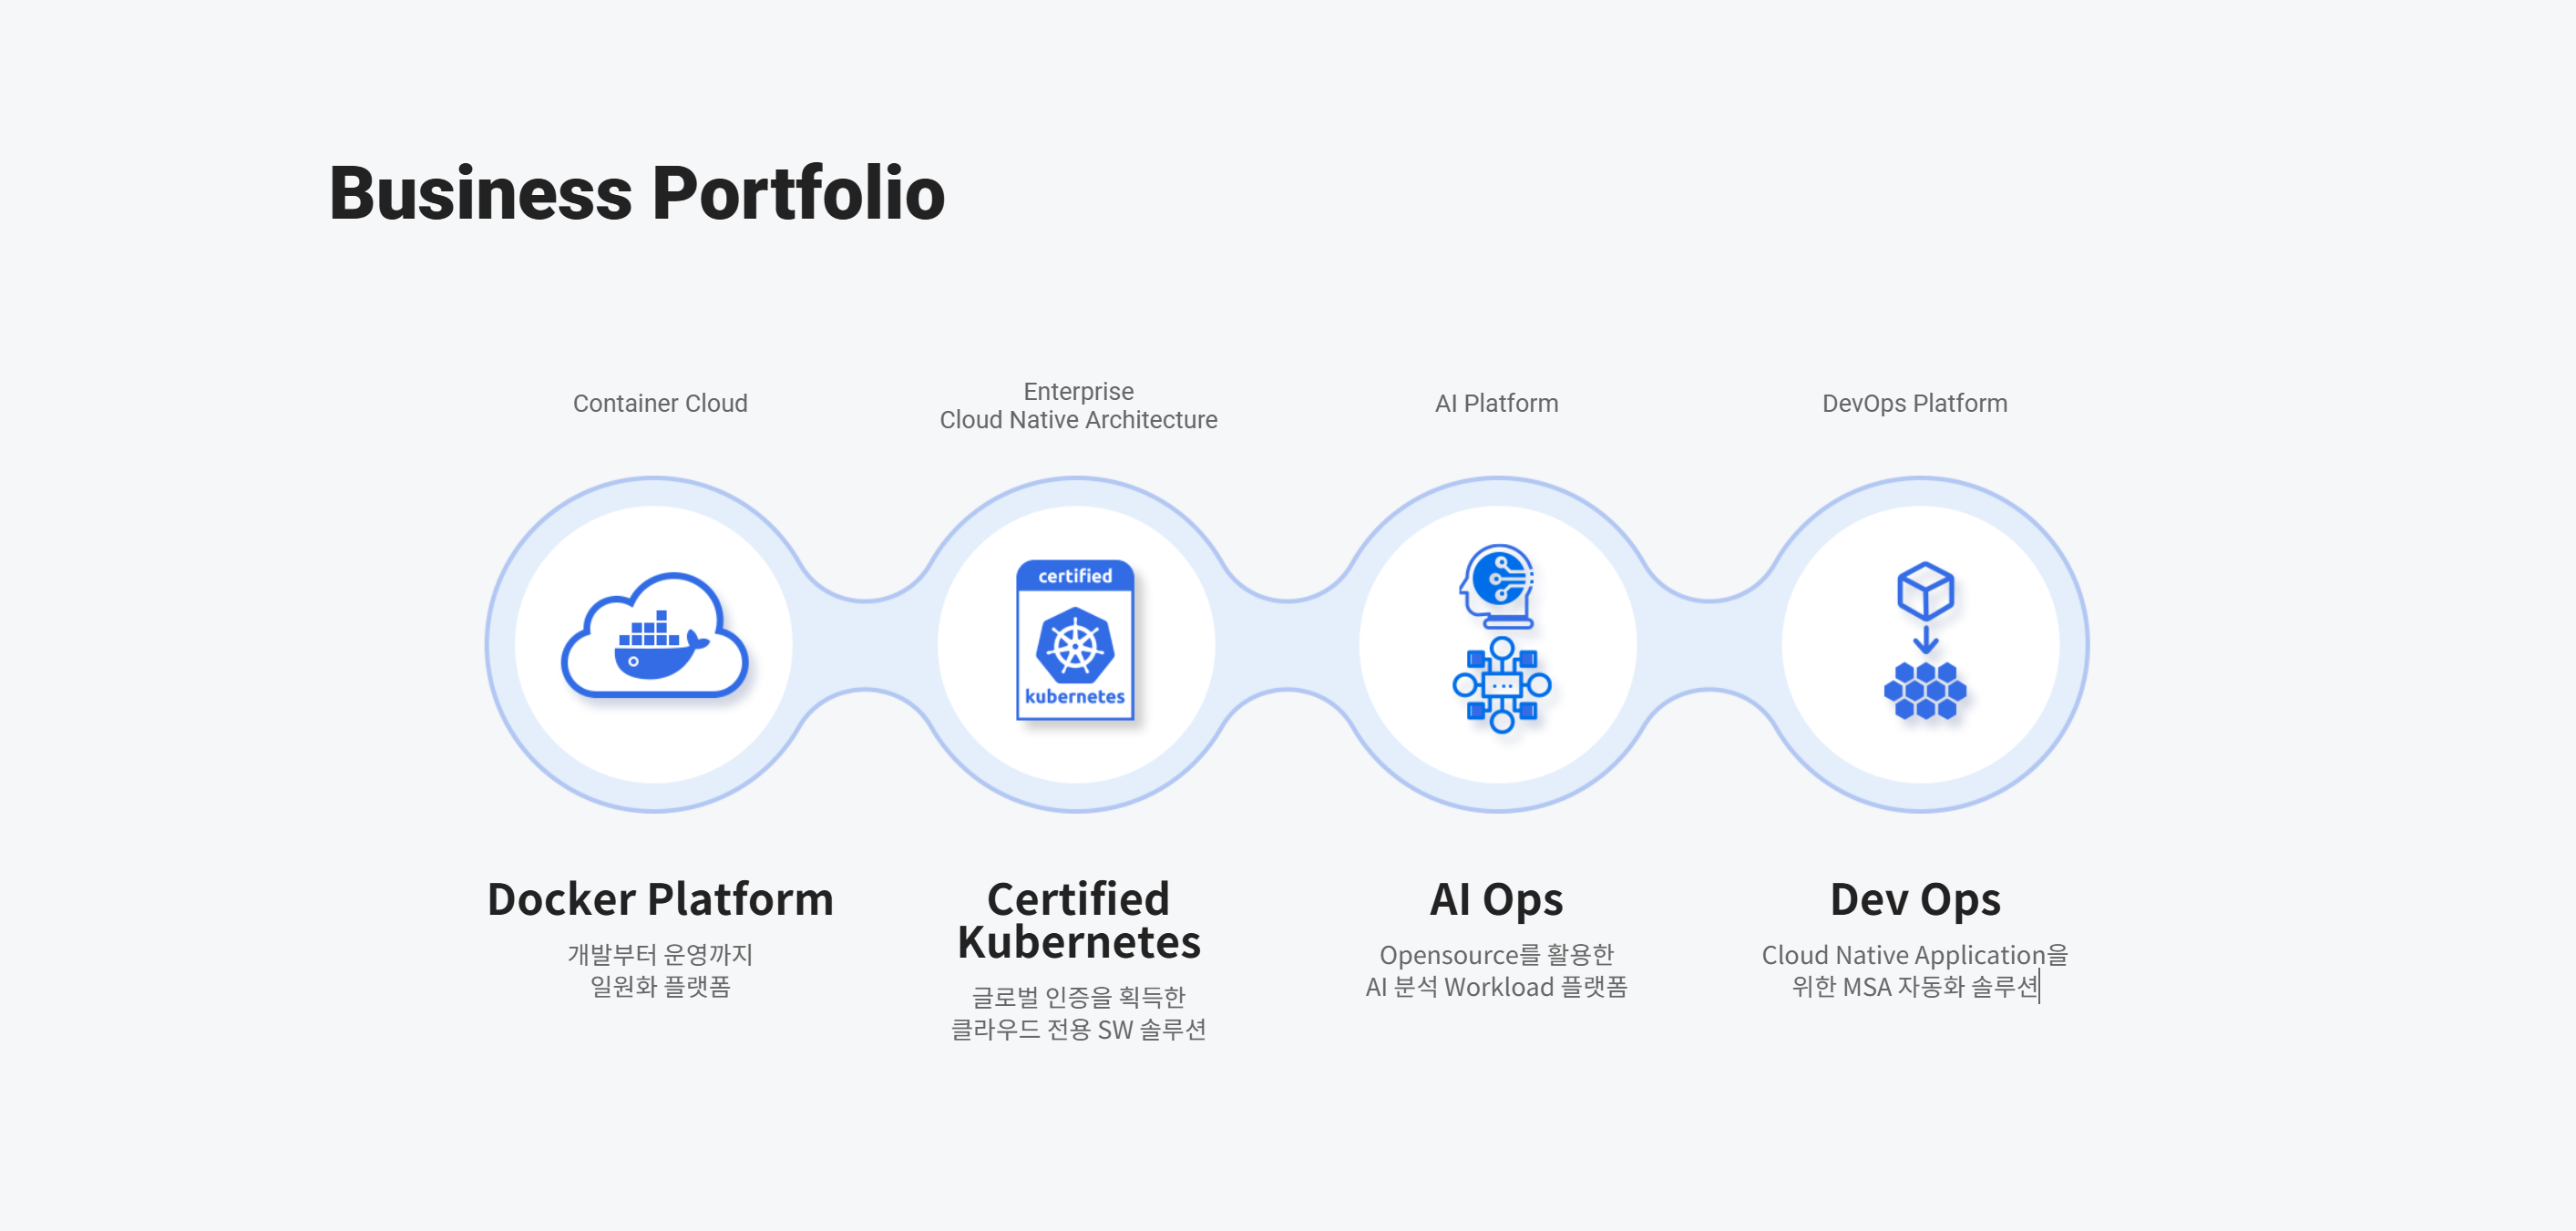 Business Portfolio
Container Cloud
Enterprise
Cloud Native Architecture
AI Platform
DevOps Platform
certified
kubernetes
Docker Platform
개발부터 운영까지
일원화 플랫폼
Certified
Kubernetes
글로벌 인증을 획득한
클라우드 전용 SW 솔루션
AI Ops
Opensource를 활용한
AI 분석 Workload 플랫폼
Dev Ops
Cloud Native Application을
위한 MSA 자동화 솔루션